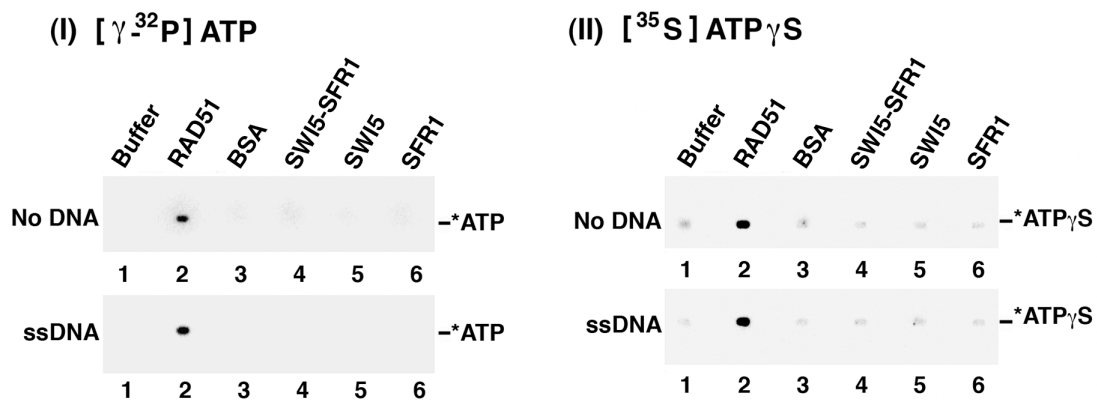 (I) [γ-32P] ATP
Buffer
RAD51
BSA
SWI5-SFR1
SWI5
SFR1
No DNA
*ATP
1 2 3 4 5 6
ssDNA
*ATP
1 2 3 4 5 6
(II) [35S] ATPγS
Buffer
RAD51
BSA
SWI5-SFR1
SWI5
SFR1
No DNA
*ATPγS
1 2 3 4 5 6
ssDNA
*ATPγS
1 2 3 4 5 6